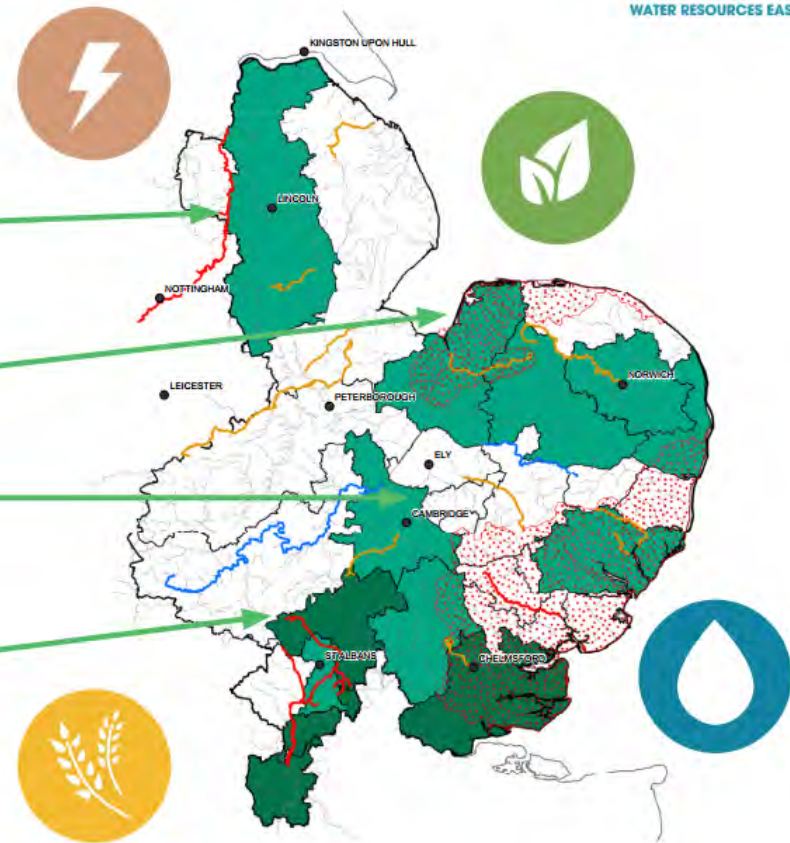 WATER RESOURCES EAS
KINGSTON UPON HULL
LINCOLN
NOTTINGHAM
LEICESTER
PETERBOROUGH
NORWICH
ELY
CAMBRIDGE
ST ALBANS
CHELMSFORD